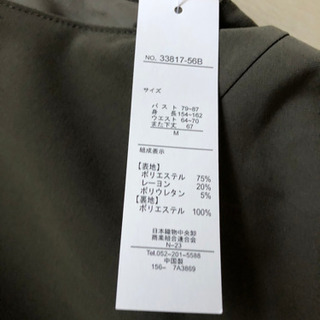 NO. 33817-56B
サイズ
バスト 79-87
身長 154-162
ウエスト 64-70
また下丈 67
M
組成表示
【表地】
ポリエステル 75%
レーヨン 20%
ポリウレタン 5%
【裏地】
ポリエステル 100%
日本織物中央卸
商業組合連合会
N-23
Tel.052-201-5588
中国製
156- 7A3869